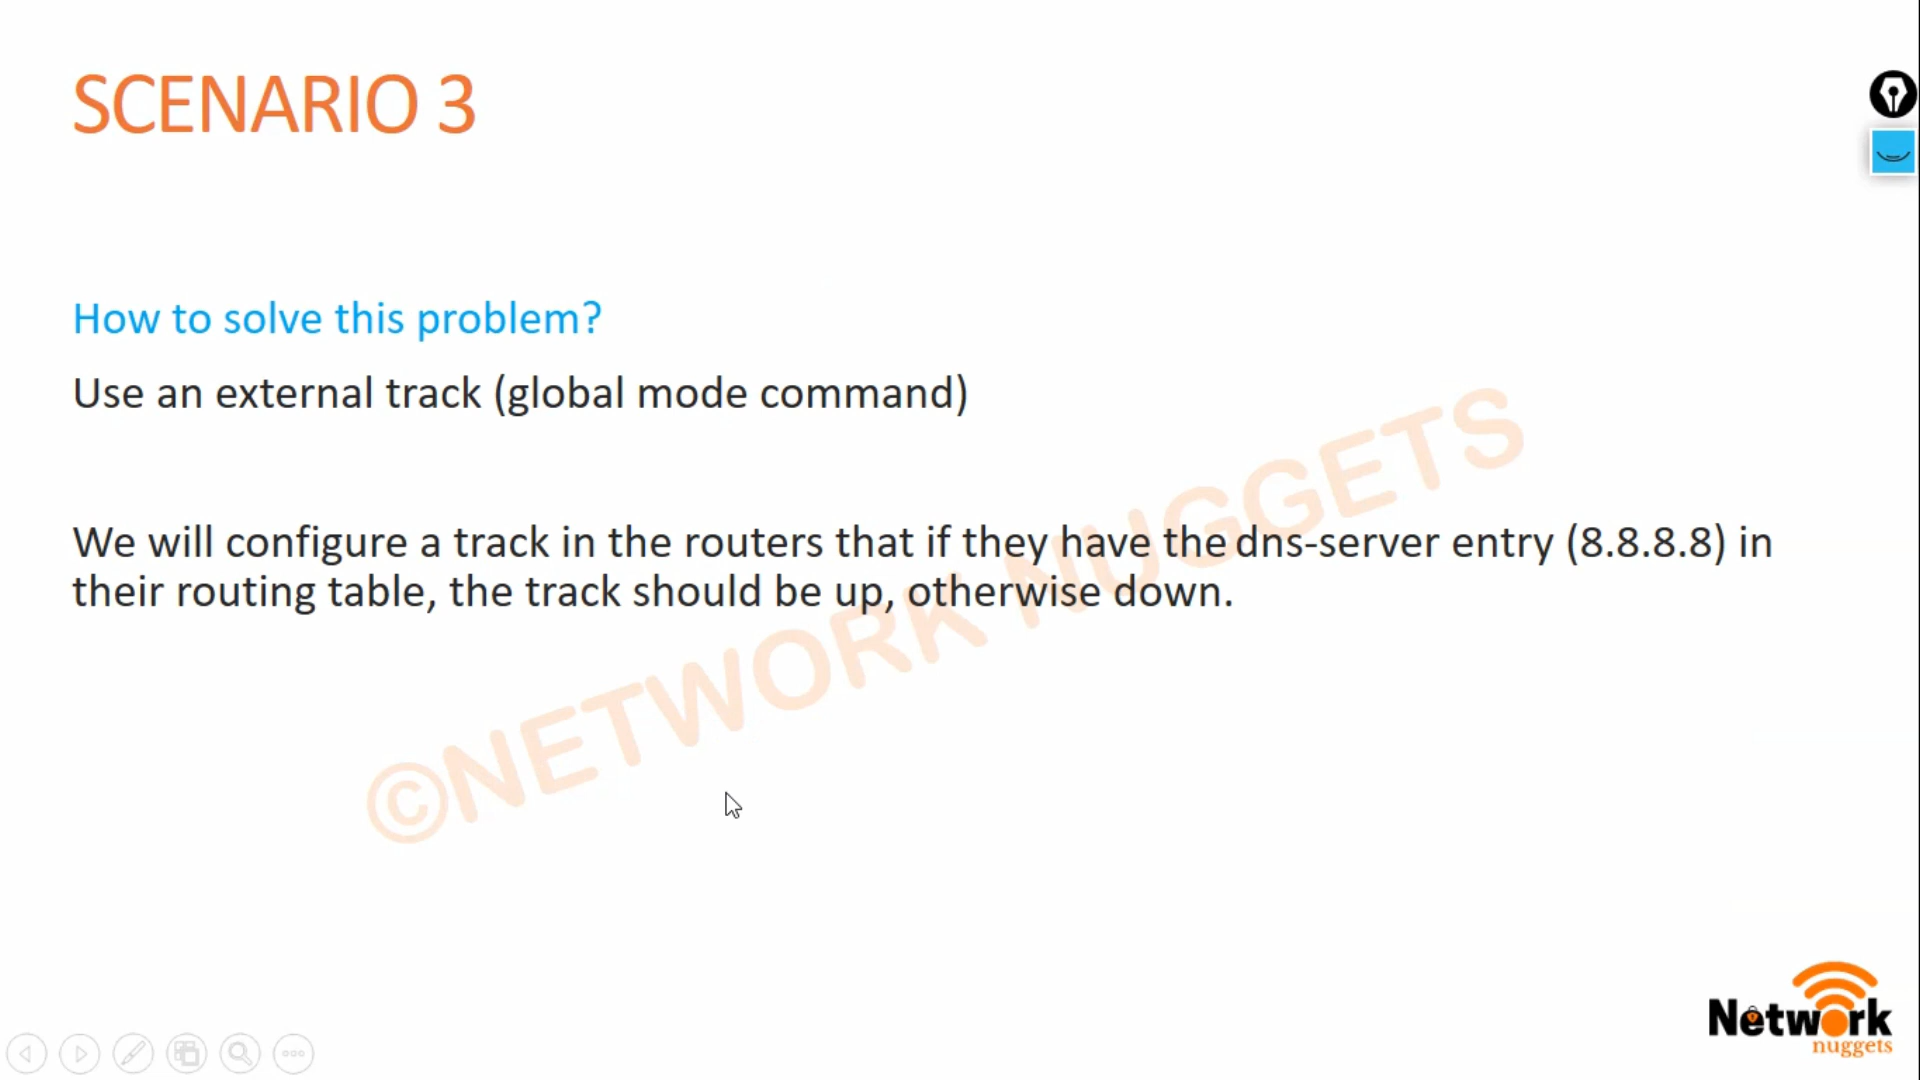 SCENARIO 3
How to solve this problem?
Use an external track (global mode command)
We will configure a track in the routers that if they have the dns-server entry (8.8.8.8) in
their routing table, the track should be up, otherwise down.
©NETWORK NUGGETS
Network
nuggets